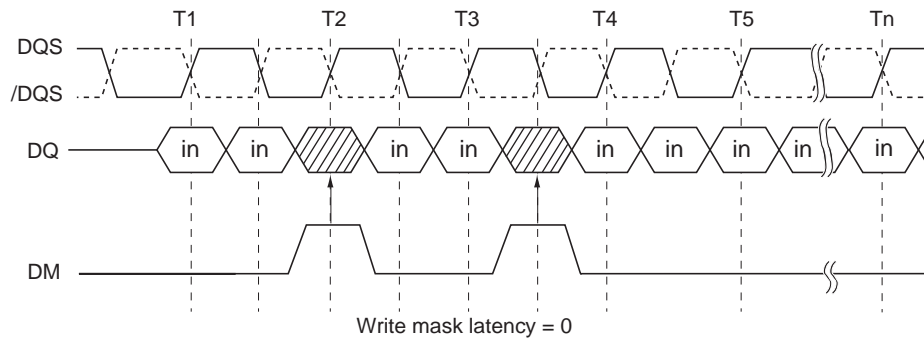 T1 T2 T3 T4 T5 Tn
DQS
/DQS
DQ in in in in in in in in in
DM
Write mask latency = 0